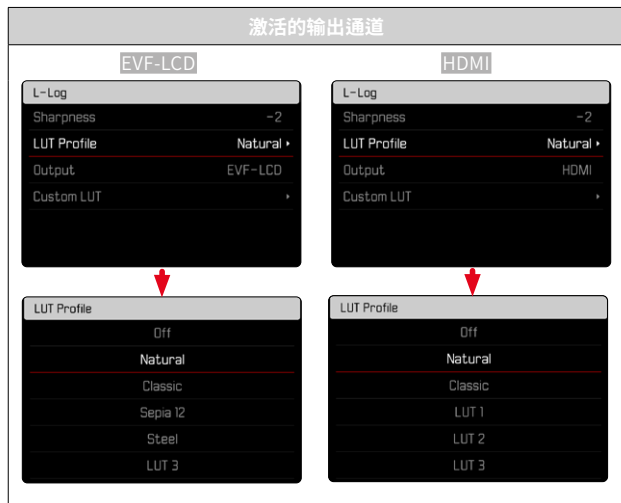 激活的输出通道
EVF-LCD
L-Log
Sharpness -2
LUT Profile Natural
Output EVF-LCD
Custom LUT
LUT Profile
Off
Natural
Classic
Sepia 12
Steel
LUT 3
HDMI
L-Log
Sharpness -2
LUT Profile Natural
Output HDMI
Custom LUT
LUT Profile
Off
Natural
Classic
LUT 1
LUT 2
LUT 3